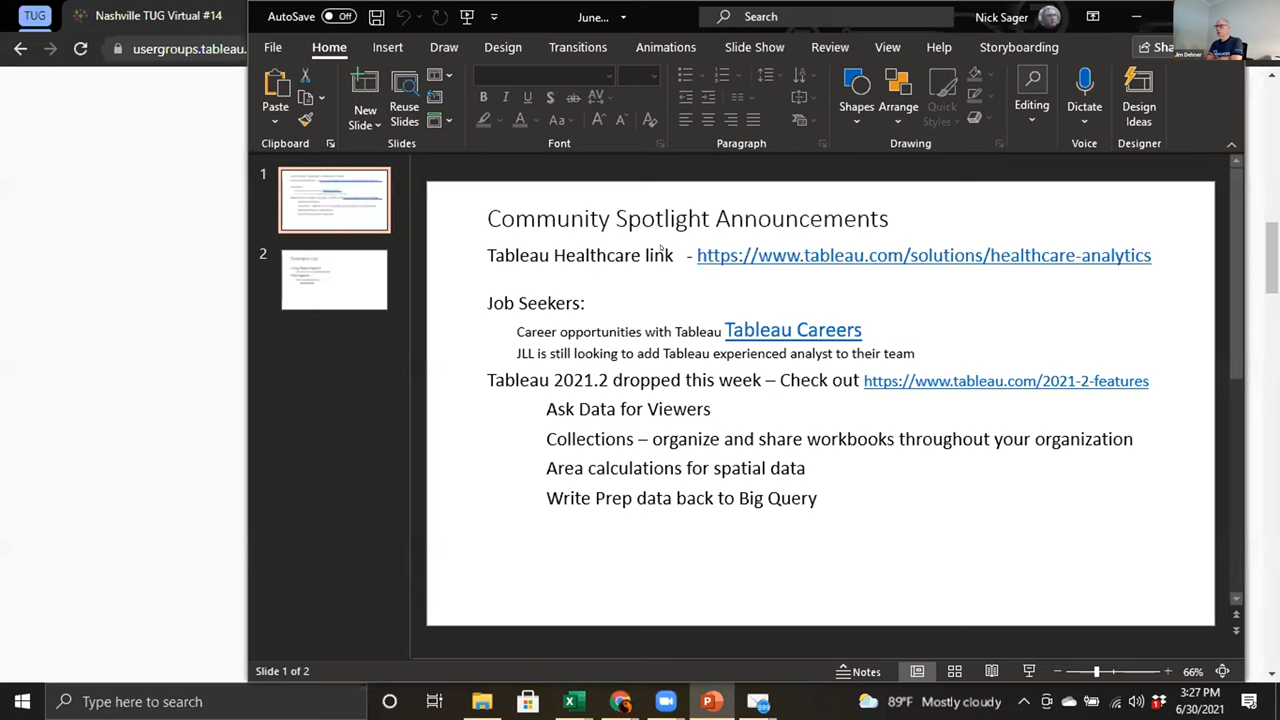 TUG
Nashville TUG Virtual #14
usergroups.tableau.
AutoSave Off
June...
Search
Nick Sager
Jim Dehner
File Home Insert Draw Design Transitions Animations Slide Show Review View Help Storyboarding Sha
Paste
New Slide
Reuse Slides
Shapes Arrange Quick Styles
Editing
Dictate
Design Ideas
Clipboard Slides Font Paragraph Drawing Voice Designer
1
2
Community Spotlight Announcements
Tableau Healthcare link - https://www.tableau.com/solutions/healthcare-analytics
Job Seekers:
Career opportunities with Tableau Tableau Careers
JLL is still looking to add Tableau experienced analyst to their team
Tableau 2021.2 dropped this week – Check out https://www.tableau.com/2021-2-features
Ask Data for Viewers
Collections – organize and share workbooks throughout your organization
Area calculations for spatial data
Write Prep data back to Big Query
Slide 1 of 2
Notes
66%
Type here to search
89°F Mostly cloudy
3:27 PM
6/30/2021